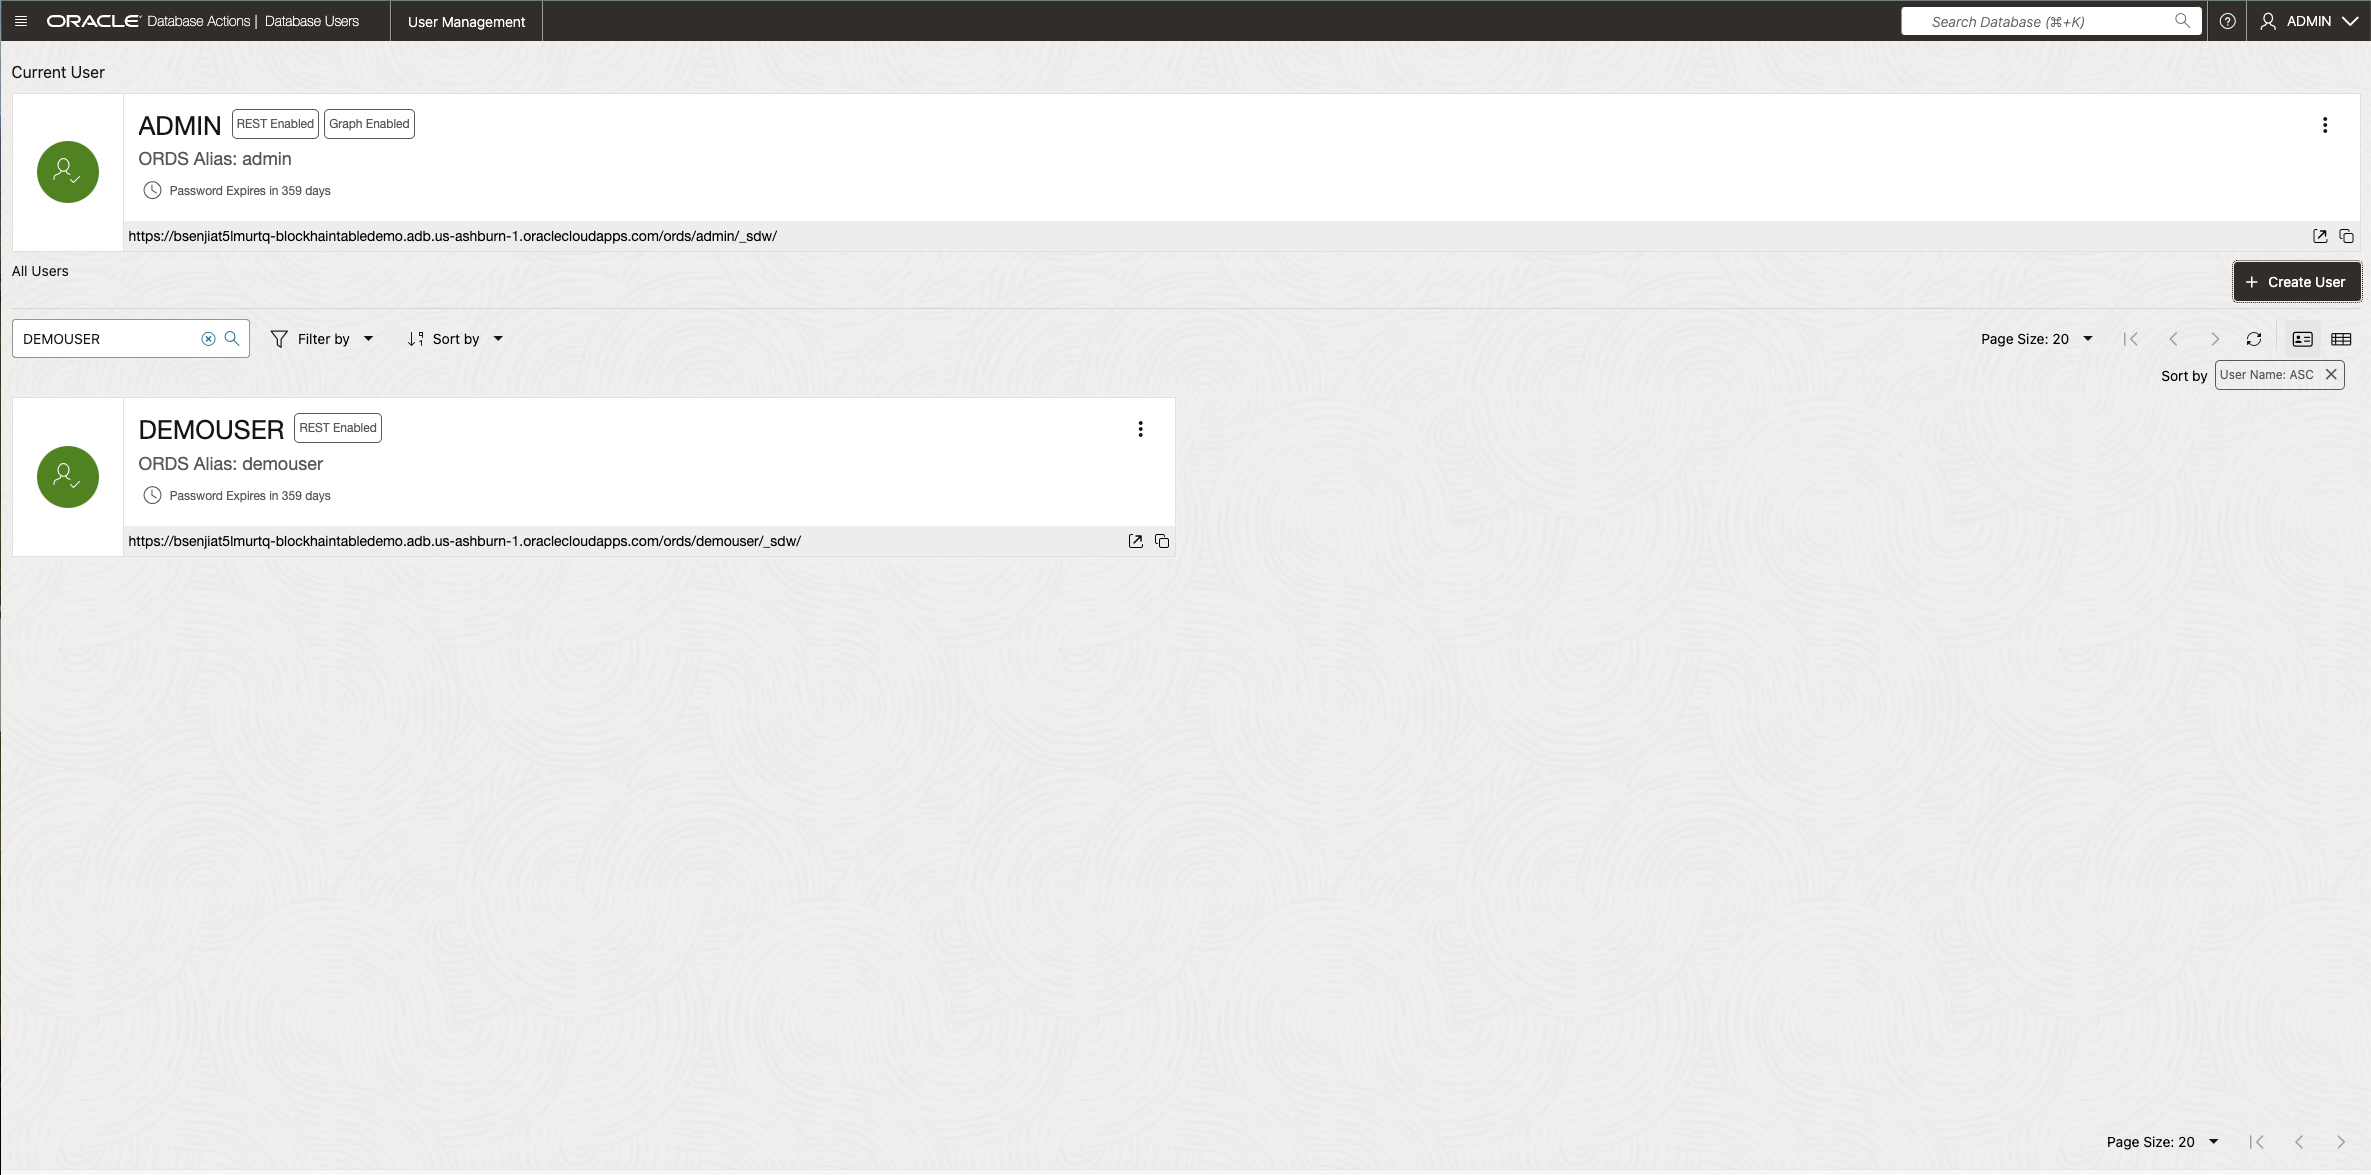 ORACLE Database Actions | Database Users
User Management
Search Database (⌘+K)
ADMIN
Current User
ADMIN REST Enabled Graph Enabled
ORDS Alias: admin
Password Expires in 359 days
https://bsenjiat5lmurtq-blockhaintabledemo.adb.us-ashburn-1.oraclecloudapps.com/ords/admin/_sdw/
All Users
+ Create User
DEMOUSER
Filter by
Sort by
Page Size: 20
Sort by User Name: ASC
DEMOUSER REST Enabled
ORDS Alias: demouser
Password Expires in 359 days
https://bsenjiat5lmurtq-blockhaintabledemo.adb.us-ashburn-1.oraclecloudapps.com/ords/demouser/_sdw/
Page Size: 20